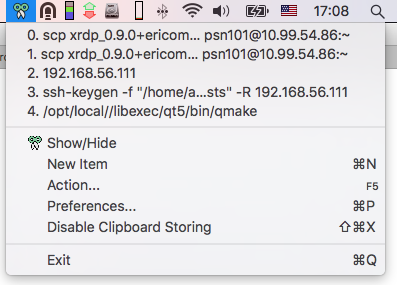 17:08
0. scp xrdp_0.9.0+ericom... psn101@10.99.54.86:~
1. scp xrdp_0.9.0+ericom... psn101@10.99.54.86:~
2. 192.168.56.111
3. ssh-keygen -f "/home/a...sts" -R 192.168.56.111
4. /opt/local//libexec/qt5/bin/qmake
Show/Hide
New Item ⌘N
Action... F5
Preferences... ⌘P
Disable Clipboard Storing ⇧⌘X
Exit ⌘Q